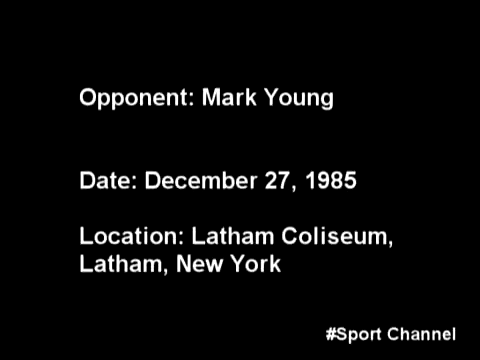 Opponent: Mark Young
Date: December 27, 1985
Location: Latham Coliseum,
Latham, New York
#Sport Channel